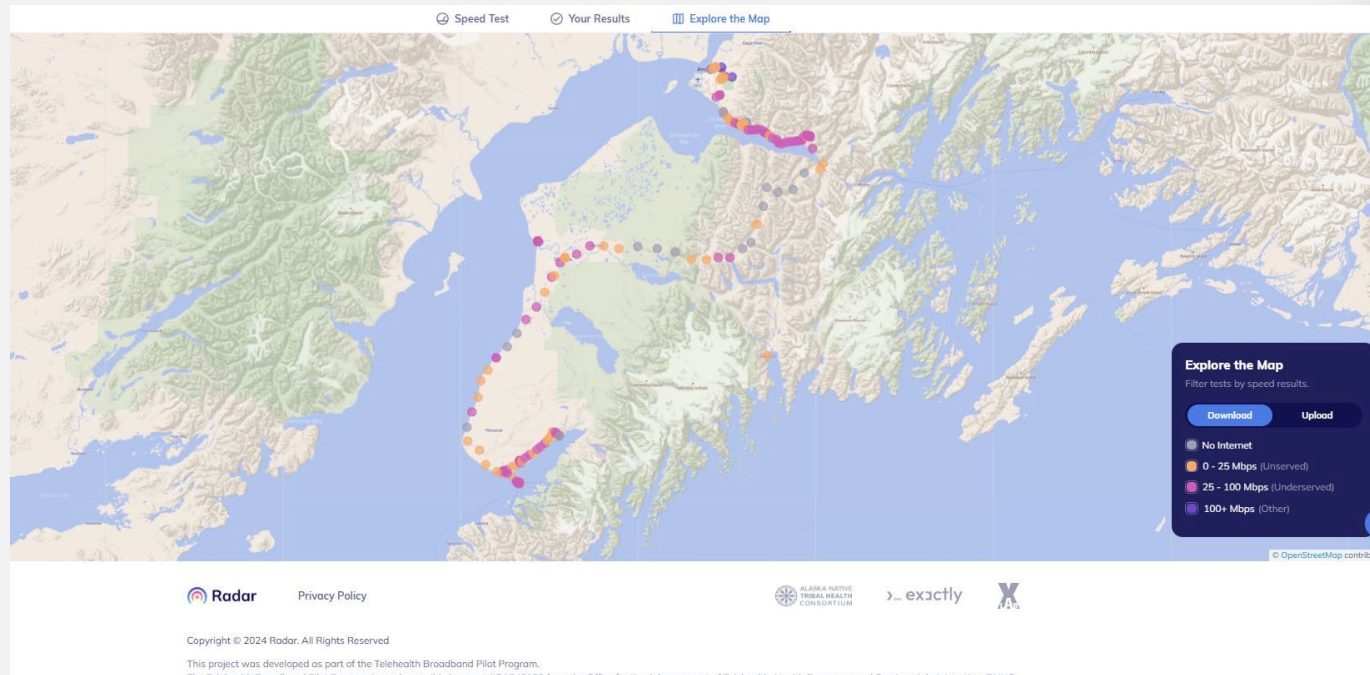 Speed Test
Your Results
Explore the Map
Explore the Map
Filter tests by speed results.
Download
Upload
No Internet
0 - 25 Mbps (Unserved)
25 - 100 Mbps (Underserved)
100+ Mbps (Other)
© OpenStreetMap contrib
Radar
Privacy Policy
ALASKA NATIVE
TRIBAL HEALTH
CONSORTIUM
›_ exactly
Copyright © 2024 Radar. All Rights Reserved
This project was developed as part of the Telehealth Broadband Pilot Program.